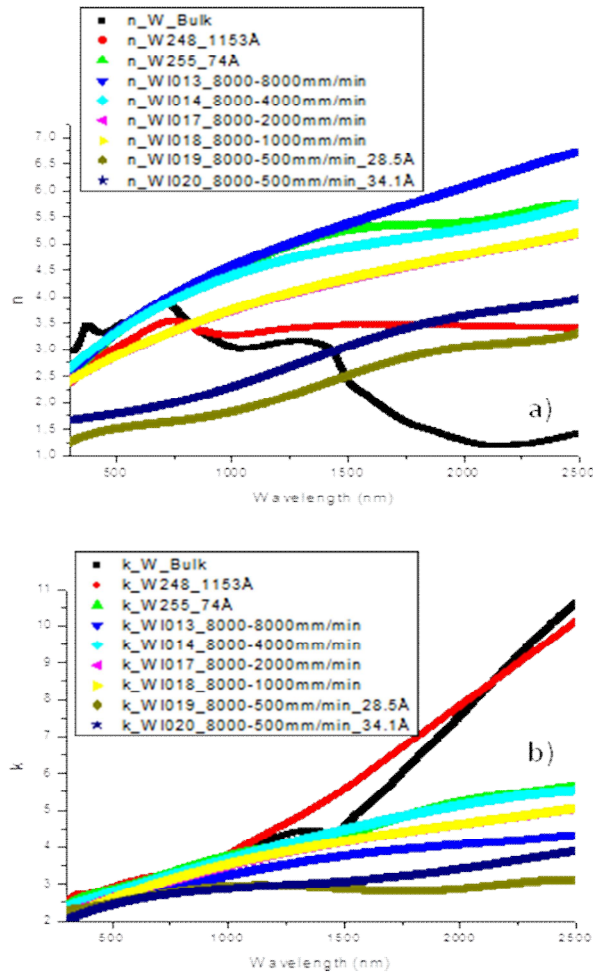 n_W_Bulk
n_W248_1153Å
n_W255_74Å
n_WI013_8000-8000mm/min
n_WI014_8000-4000mm/min
n_WI017_8000-2000mm/min
n_WI018_8000-1000mm/min
n_WI019_8000-500mm/min_28.5Å
n_WI020_8000-500mm/min_34.1Å
7.0
6.5
6.0
5.5
5.0
4.5
4.0
3.5
3.0
2.5
2.0
1.5
1.0
n
a)
500 1000 1500 2000 2500
Wavelength (nm)
k_W_Bulk
k_W248_1153Å
k_W255_74Å
k_WI013_8000-8000mm/min
k_WI014_8000-4000mm/min
k_WI017_8000-2000mm/min
k_WI018_8000-1000mm/min
k_WI019_8000-500mm/min_28.5Å
k_WI020_8000-500mm/min_34.1Å
11
10
9
8
7
6
5
4
3
2
k
b)
500 1000 1500 2000 2500
Wavelength (nm)